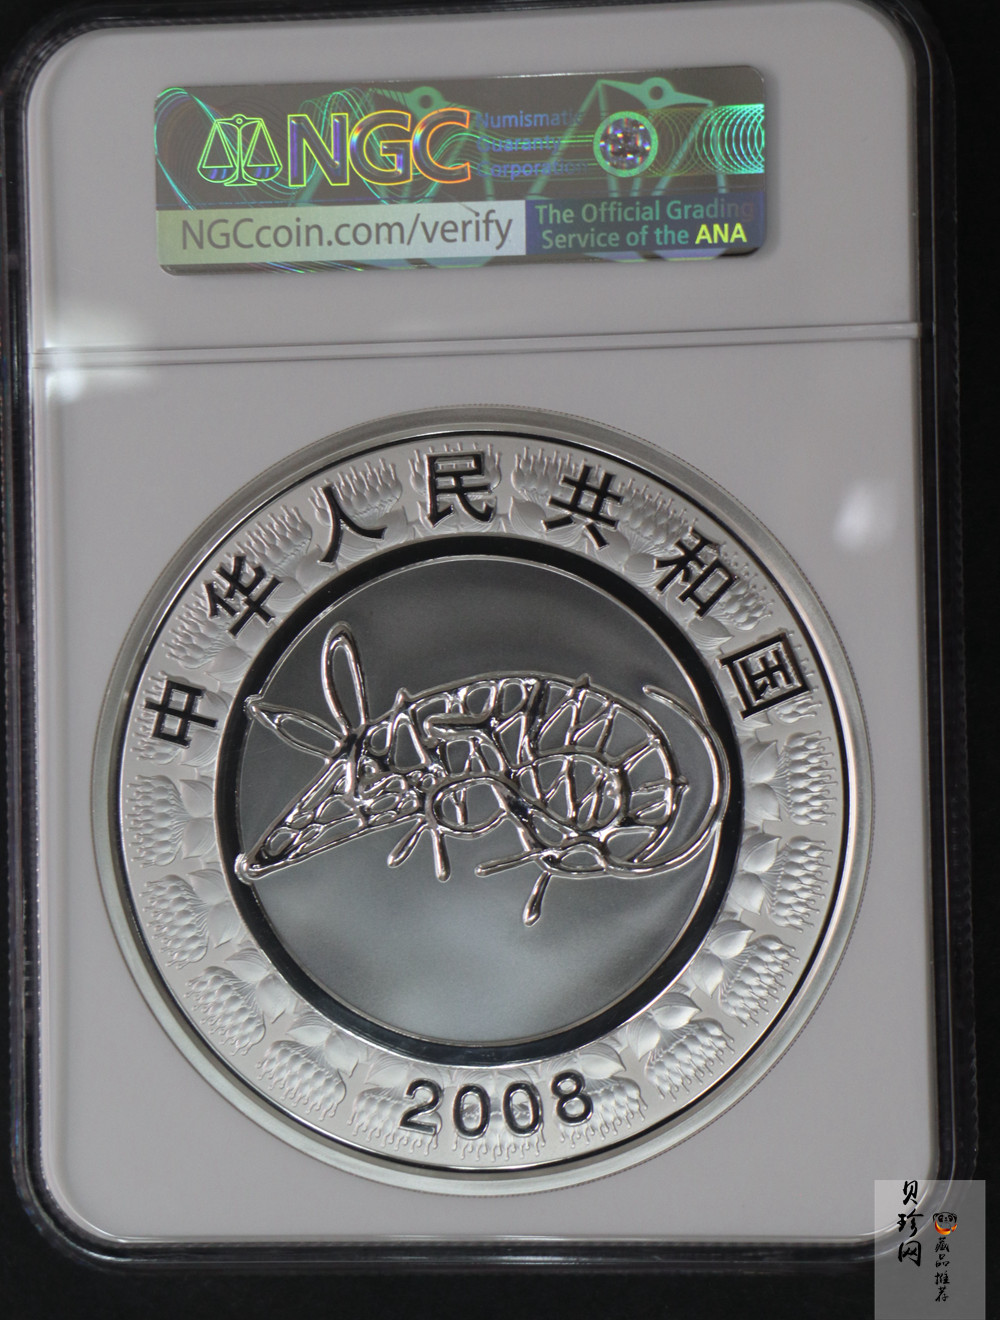 NGC
Numismatic
Guaranty
Corporation
NGCcoin.com/verify
The Official Grading
Service of the ANA
中华人民共和国
2008
贝珍网
藏品推荐